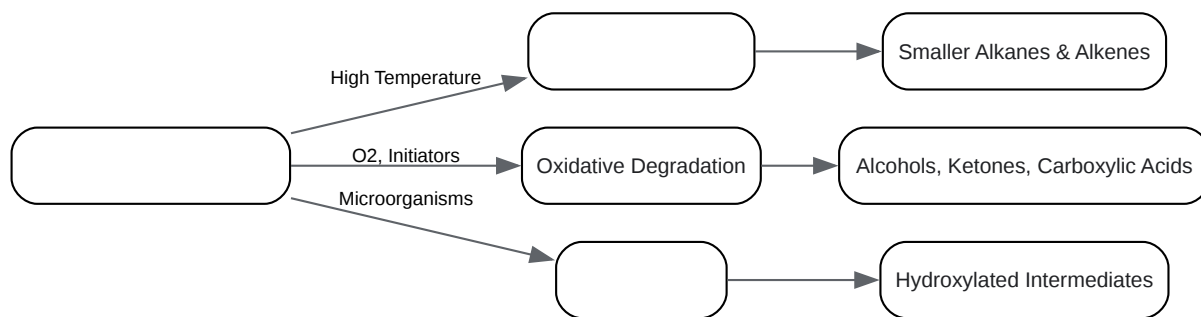 Smaller Alkanes & Alkenes
High Temperature
O2, Initiators
Oxidative Degradation
Alcohols, Ketones, Carboxylic Acids
Microorganisms
Hydroxylated Intermediates